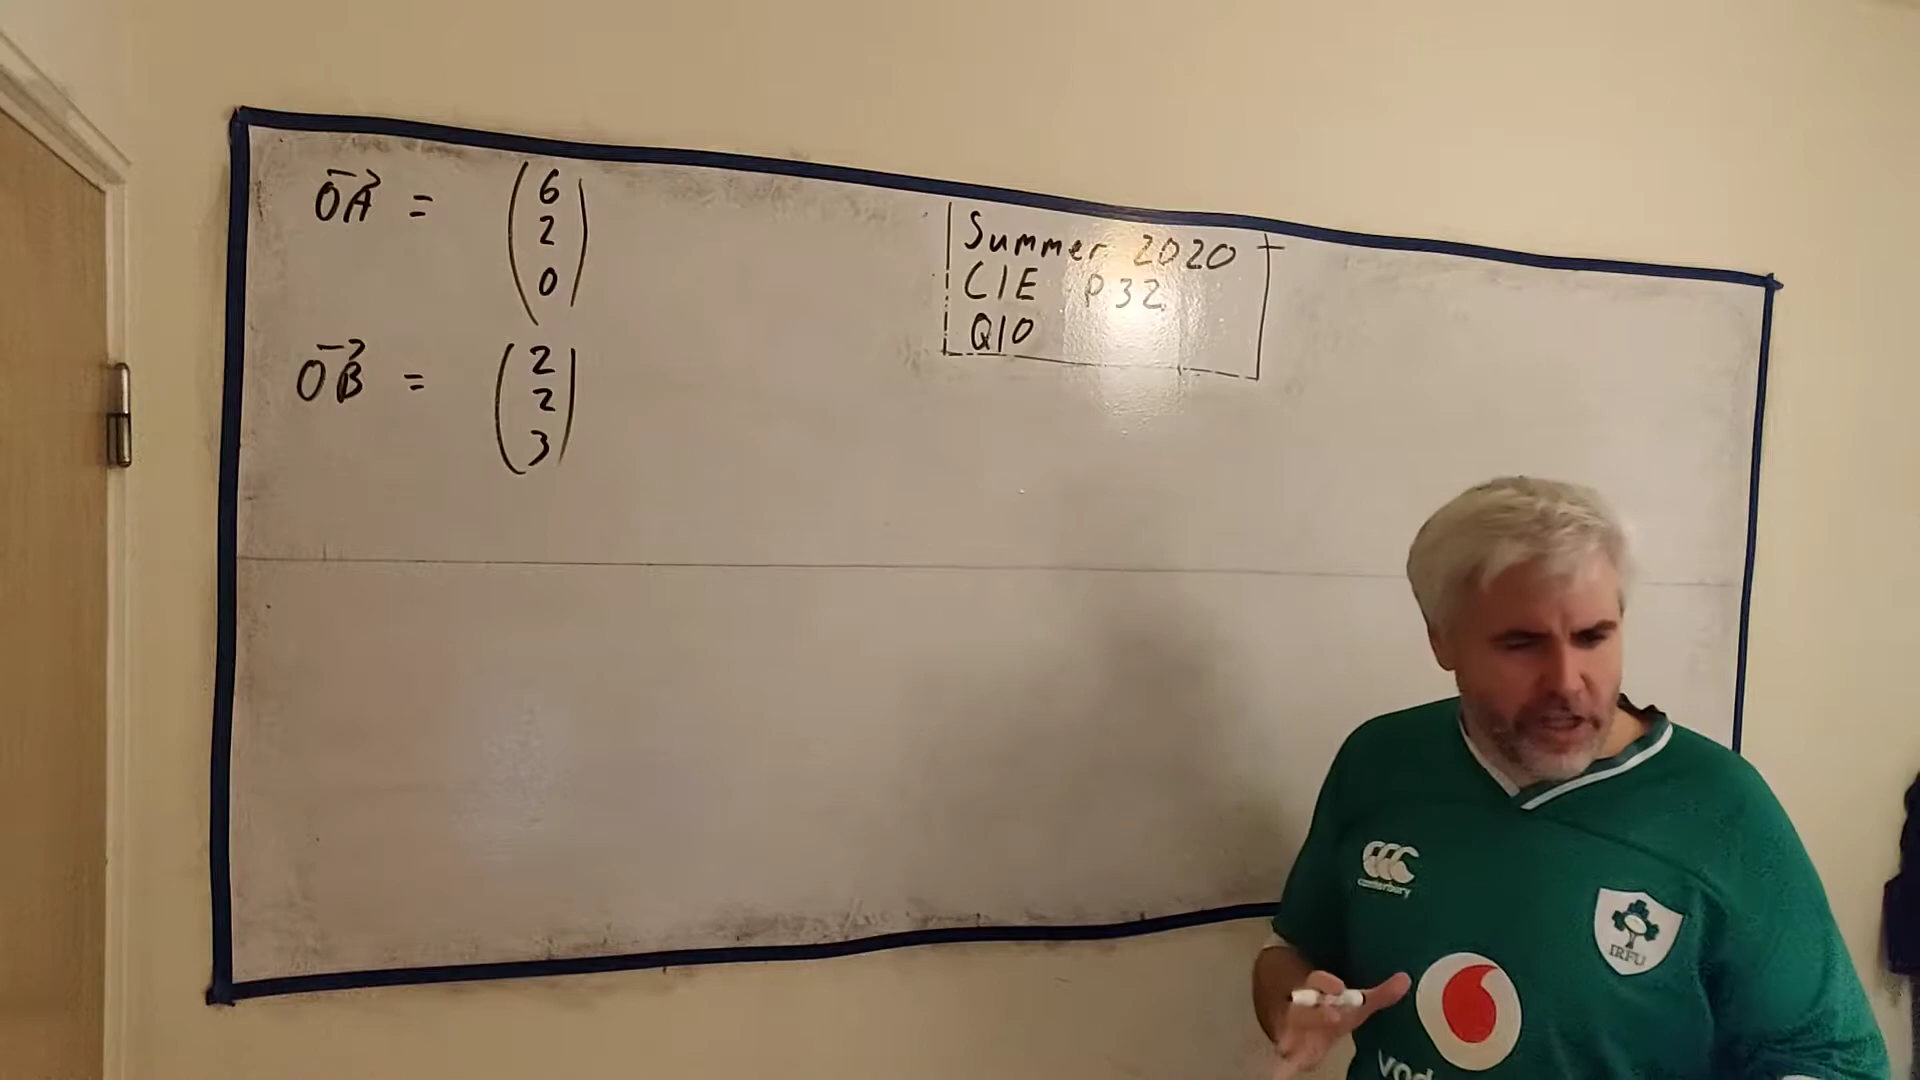 OA = (6
2
0)
OB = (2
2
3)
Summer 2020
CIE P32
Q10
canterbury
IRFU
vod